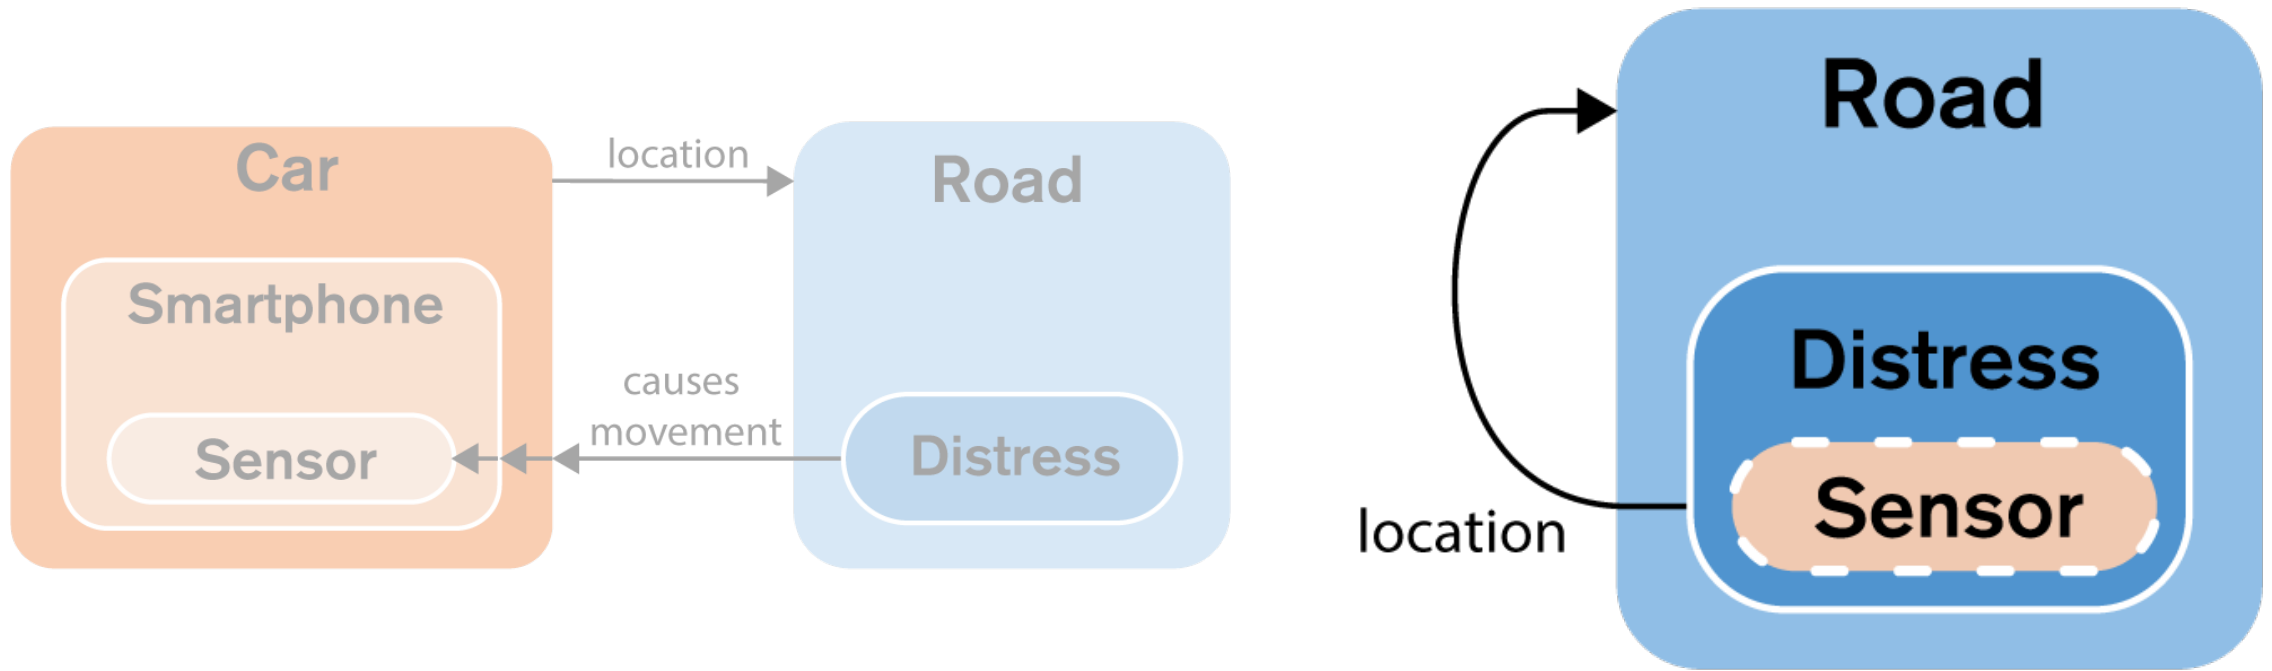 Car
Smartphone
Sensor
location
causes
movement
Road
Distress
location
Road
Distress
Sensor